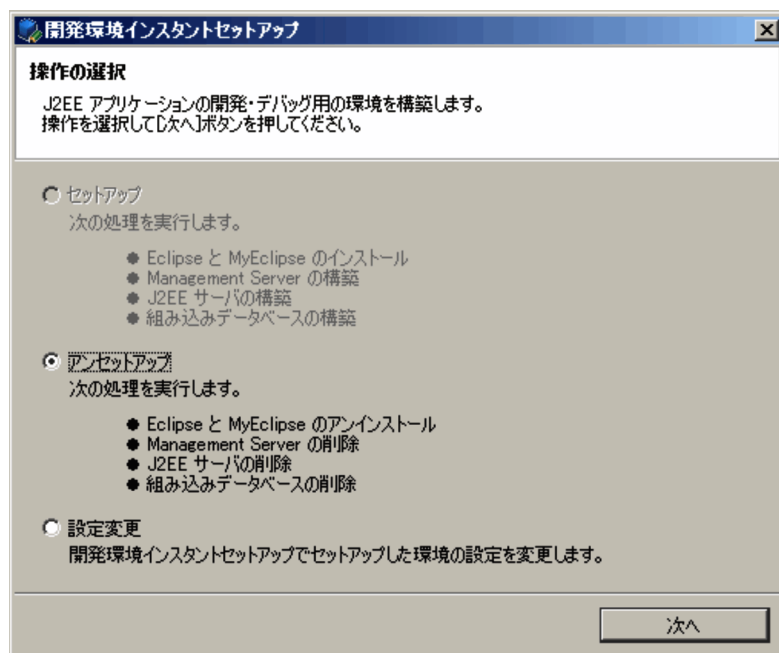 開発環境インスタントセットアップ
操作の選択
J2EE アプリケーションの開発・デバッグ用の環境を構築します。
操作を選択して[次へ]ボタンを押してください。
セットアップ
次の処理を実行します。
● Eclipse と MyEclipse のインストール
● Management Server の構築
● J2EE サーバの構築
● 組み込みデータベースの構築
アンセットアップ
次の処理を実行します。
● Eclipse と MyEclipse のアンインストール
● Management Server の削除
● J2EE サーバの削除
● 組み込みデータベースの削除
設定変更
開発環境インスタントセットアップでセットアップした環境の設定を変更します。
次へ